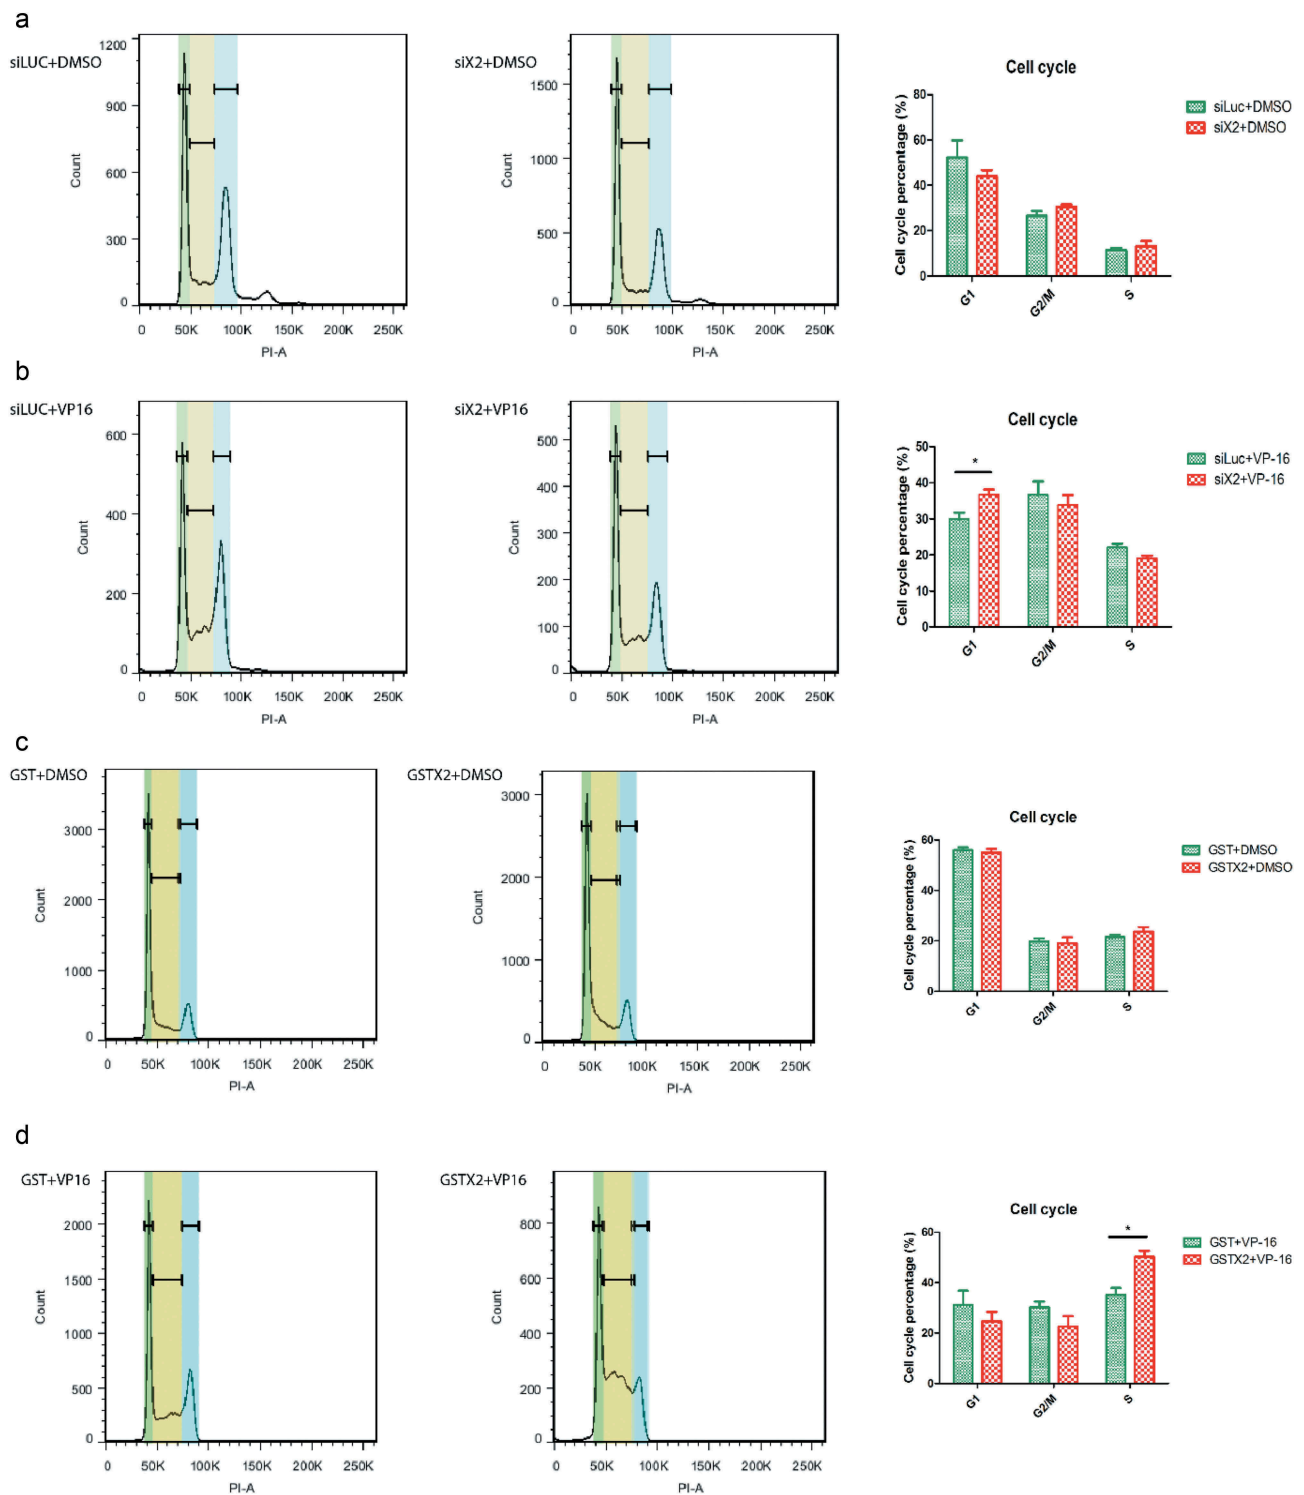 a
siLUC+DMSO
1200
900
600
300
0
Count
0 50K 100K 150K 200K 250K
PI-A
siX2+DMSO
1500
1000
500
0
Count
0 50K 100K 150K 200K 250K
PI-A
Cell cycle
Cell cycle percentage (%)
80
60
40
20
0
G1 G2/M S
siLuc+DMSO
siX2+DMSO
b
siLUC+VP16
600
400
200
0
Count
0 50K 100K 150K 200K 250K
PI-A
siX2+VP16
500
400
300
200
100
0
Count
0 50K 100K 150K 200K 250K
PI-A
Cell cycle
Cell cycle percentage (%)
50
40
30
20
10
0
*
G1 G2/M S
siLuc+VP-16
siX2+VP-16
c
GST+DMSO
3000
2000
1000
0
Count
0 50K 100K 150K 200K 250K
PI-A
GSTX2+DMSO
3000
2000
1000
0
Count
0 50K 100K 150K 200K 250K
PI-A
Cell cycle
Cell cycle percentage (%)
60
40
20
0
G1 G2/M S
GST+DMSO
GSTX2+DMSO
d
GST+VP16
2000
1500
1000
500
0
Count
0 50K 100K 150K 200K 250K
PI-A
GSTX2+VP16
800
600
400
200
0
Count
0 50K 100K 150K 200K 250K
PI-A
Cell cycle
Cell cycle percentage (%)
60
40
20
0
*
G1 G2/M S
GST+VP-16
GSTX2+VP-16